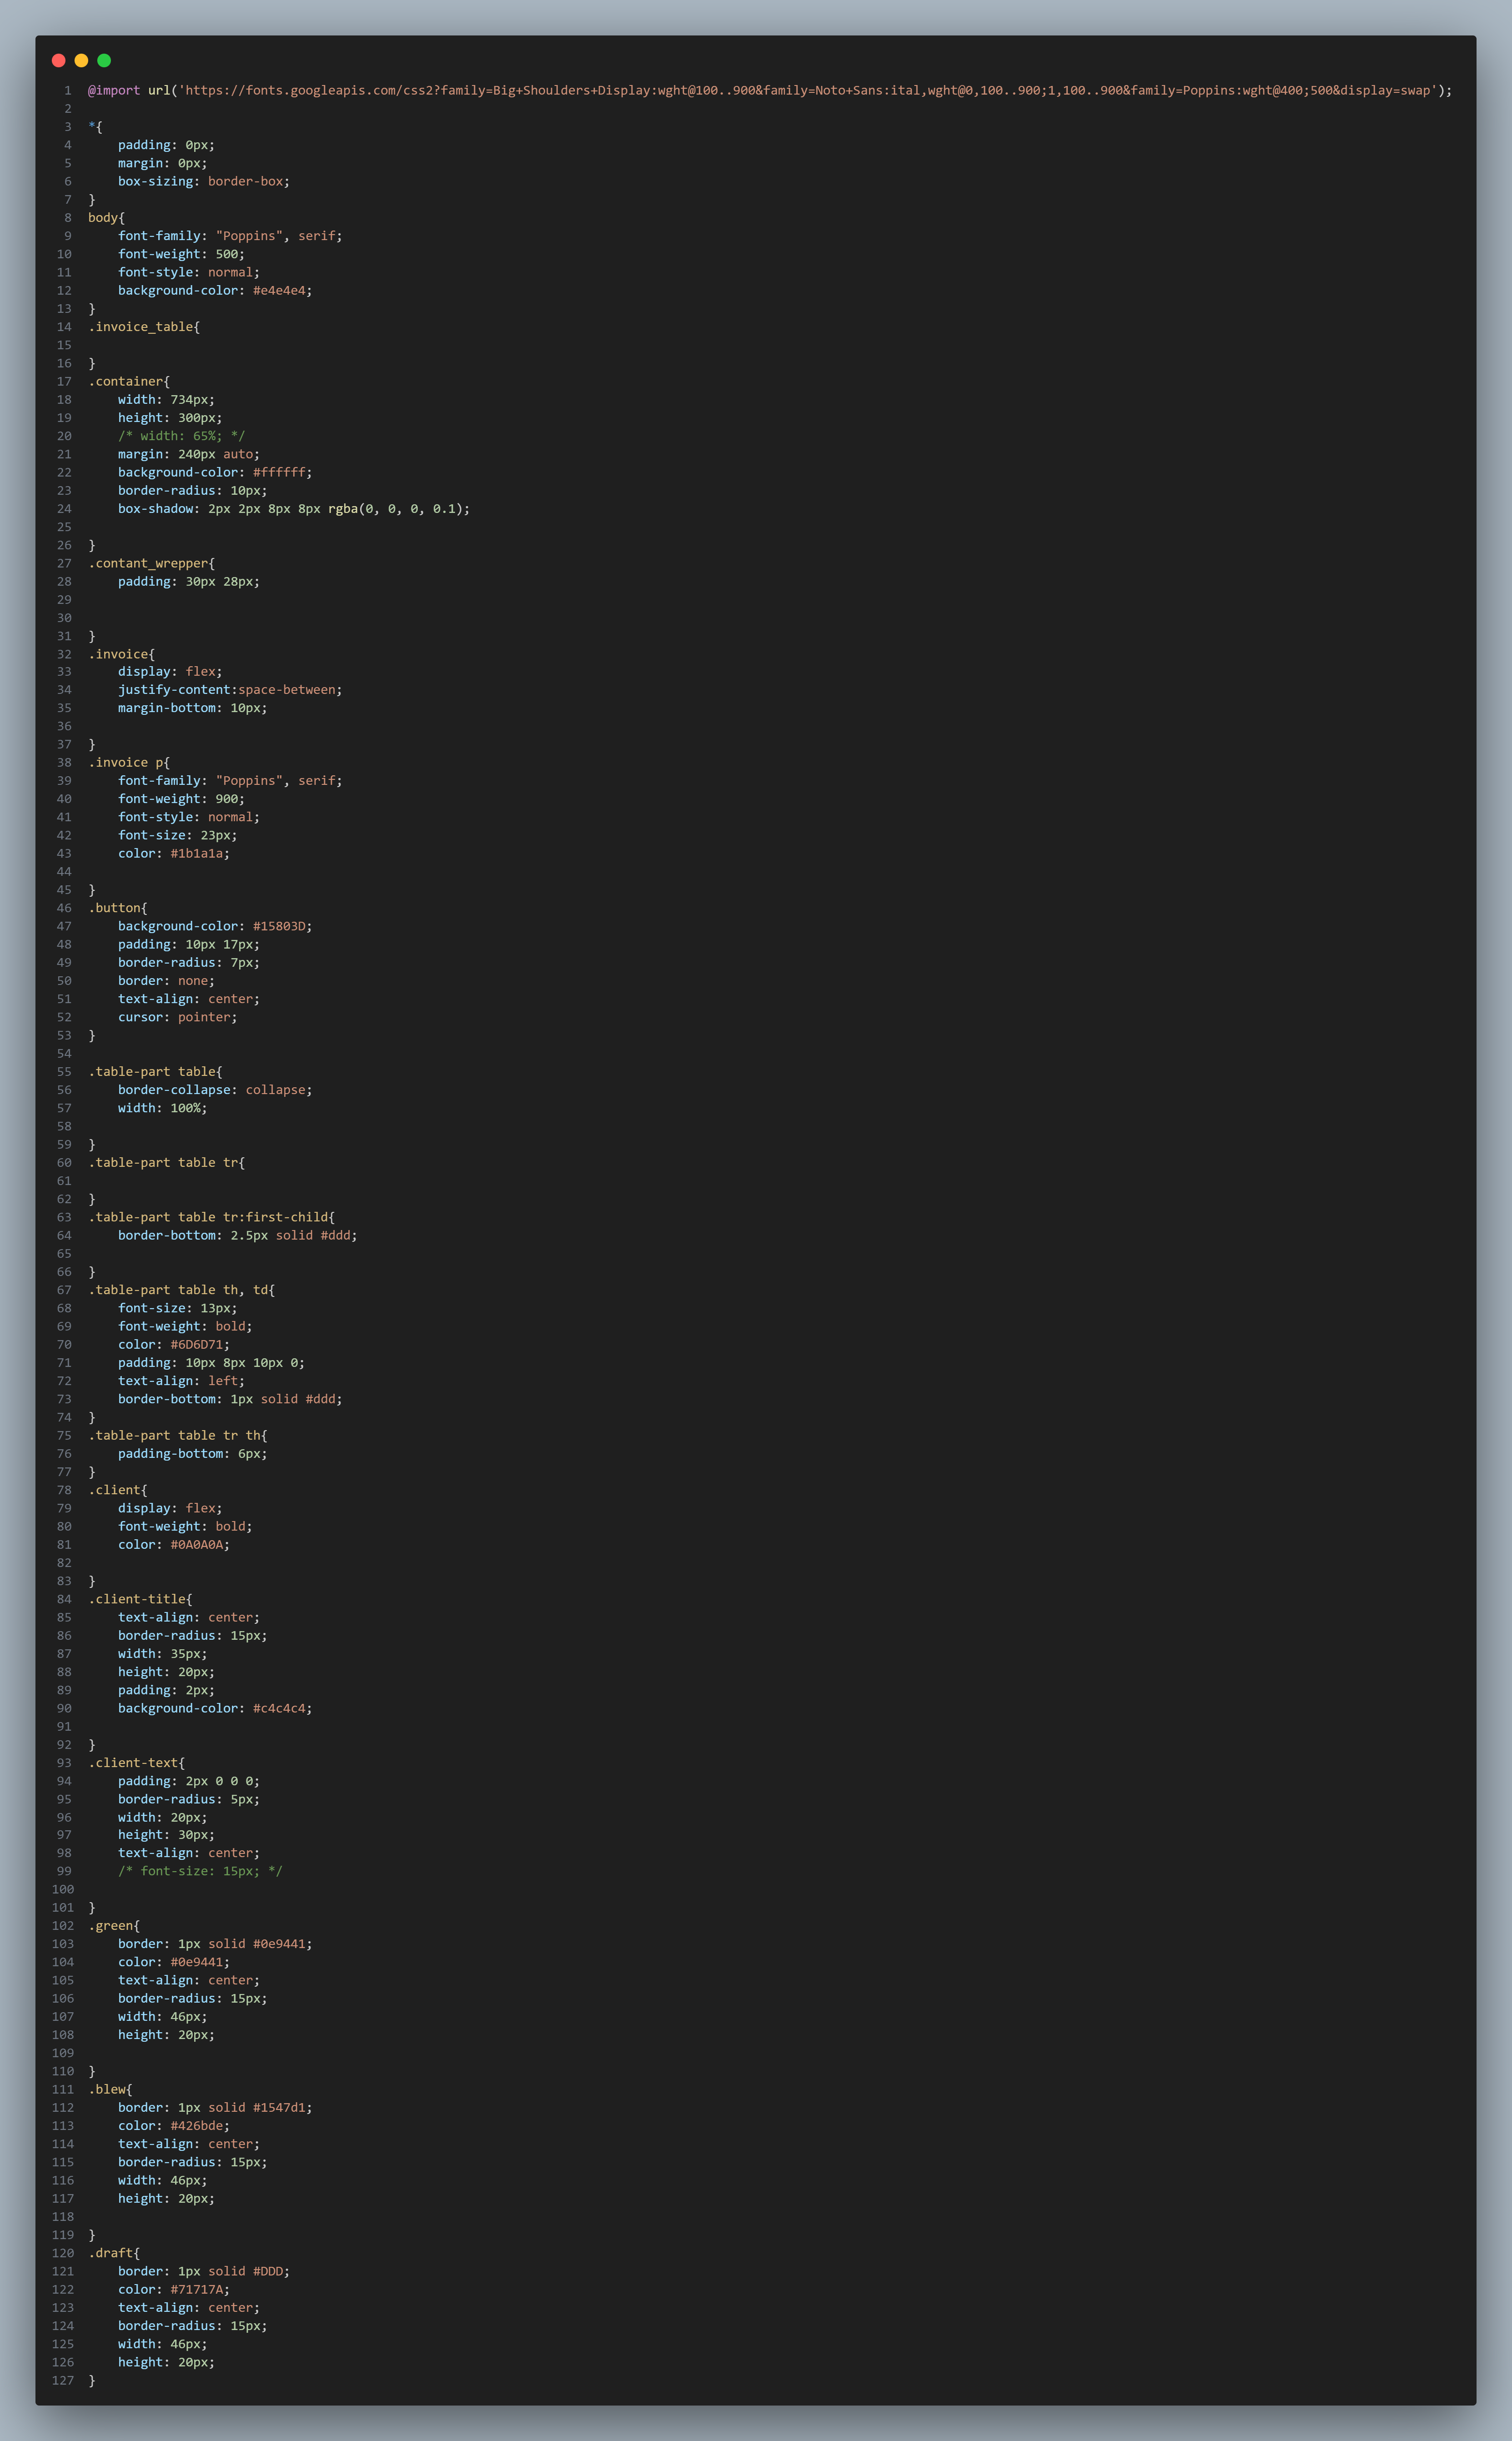 1 @import url('https://fonts.googleapis.com/css2?family=Big+Shoulders+Display:wght@100..900&family=Noto+Sans:ital,wght@0,100..900;1,100..900&family=Poppins:wght@400;500&display=swap');
2
3 *{
4     padding: 0px;
5     margin: 0px;
6     box-sizing: border-box;
7 }
8 body{
9     font-family: "Poppins", serif;
10     font-weight: 500;
11     font-style: normal;
12     background-color: #e4e4e4;
13 }
14 .invoice_table{
15
16 }
17 .container{
18     width: 734px;
19     height: 300px;
20     /* width: 65%; */
21     margin: 240px auto;
22     background-color: #ffffff;
23     border-radius: 10px;
24     box-shadow: 2px 2px 8px 8px rgba(0, 0, 0, 0.1);
25
26 }
27 .contant_wrepper{
28     padding: 30px 28px;
29
30
31 }
32 .invoice{
33     display: flex;
34     justify-content:space-between;
35     margin-bottom: 10px;
36
37 }
38 .invoice p{
39     font-family: "Poppins", serif;
40     font-weight: 900;
41     font-style: normal;
42     font-size: 23px;
43     color: #1b1a1a;
44
45 }
46 .button{
47     background-color: #15803D;
48     padding: 10px 17px;
49     border-radius: 7px;
50     border: none;
51     text-align: center;
52     cursor: pointer;
53 }
54
55 .table-part table{
56     border-collapse: collapse;
57     width: 100%;
58
59 }
60 .table-part table tr{
61
62 }
63 .table-part table tr:first-child{
64     border-bottom: 2.5px solid #ddd;
65
66 }
67 .table-part table th, td{
68     font-size: 13px;
69     font-weight: bold;
70     color: #6D6D71;
71     padding: 10px 8px 10px 0;
72     text-align: left;
73     border-bottom: 1px solid #ddd;
74 }
75 .table-part table tr th{
76     padding-bottom: 6px;
77 }
78 .client{
79     display: flex;
80     font-weight: bold;
81     color: #0A0A0A;
82
83 }
84 .client-title{
85     text-align: center;
86     border-radius: 15px;
87     width: 35px;
88     height: 20px;
89     padding: 2px;
90     background-color: #c4c4c4;
91
92 }
93 .client-text{
94     padding: 2px 0 0 0;
95     border-radius: 5px;
96     width: 20px;
97     height: 30px;
98     text-align: center;
99     /* font-size: 15px; */
100
101 }
102 .green{
103     border: 1px solid #0e9441;
104     color: #0e9441;
105     text-align: center;
106     border-radius: 15px;
107     width: 46px;
108     height: 20px;
109
110 }
111 .blew{
112     border: 1px solid #1547d1;
113     color: #426bde;
114     text-align: center;
115     border-radius: 15px;
116     width: 46px;
117     height: 20px;
118
119 }
120 .draft{
121     border: 1px solid #DDD;
122     color: #71717A;
123     text-align: center;
124     border-radius: 15px;
125     width: 46px;
126     height: 20px;
127 }